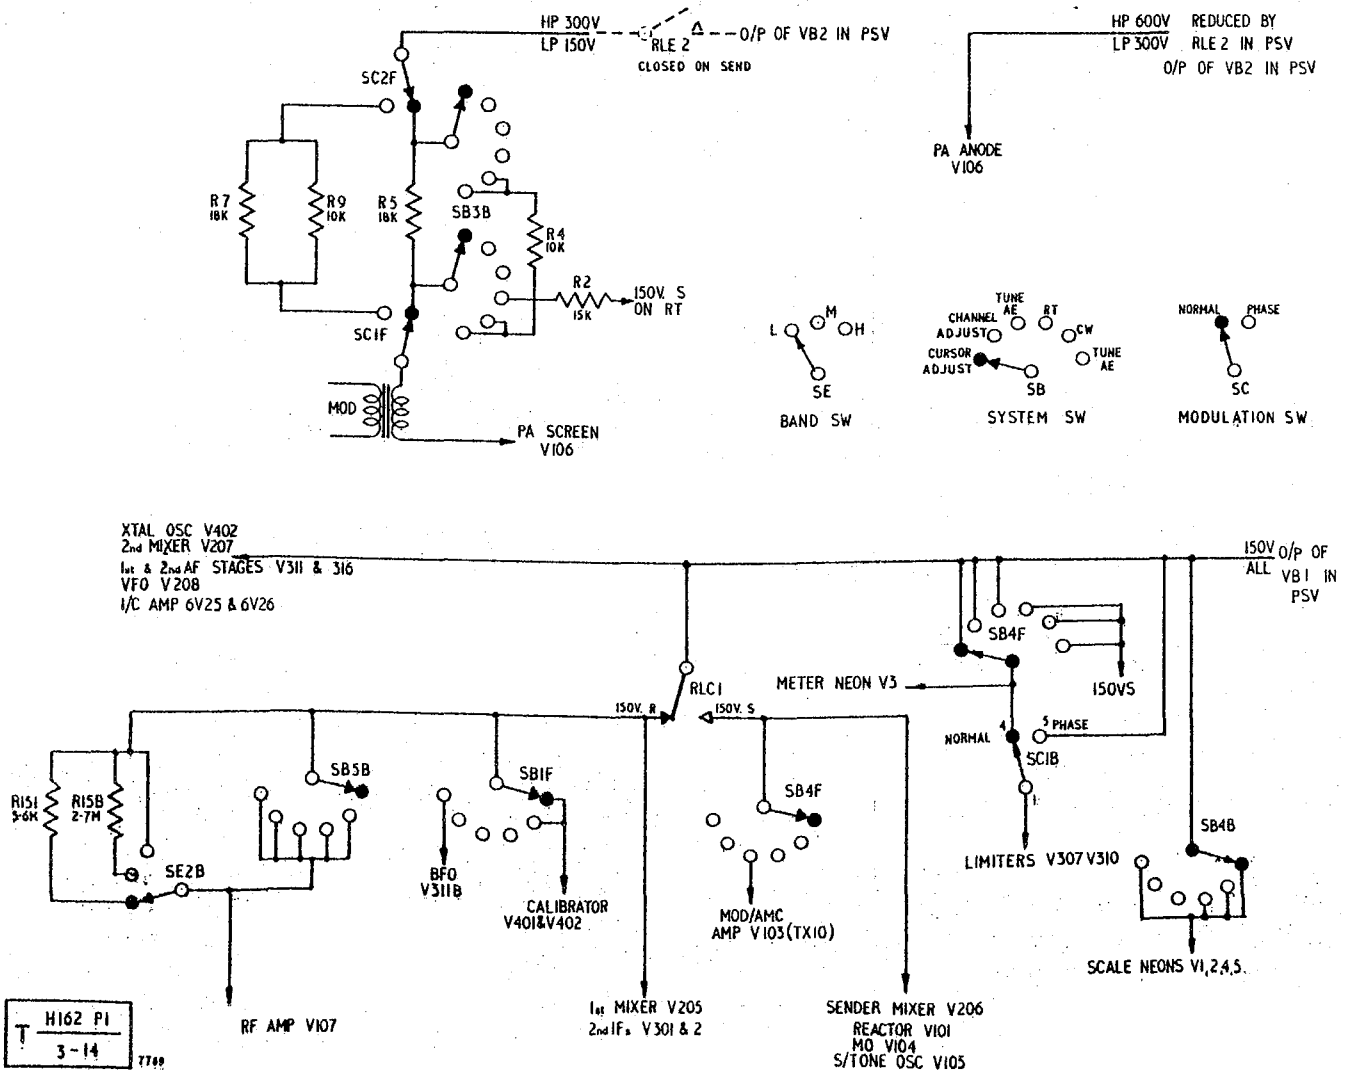 HP 300V
LP 150V
RLE 2
O/P OF VB2 IN PSV
CLOSED ON SEND
HP 600V REDUCED BY
LP 300V RLE 2 IN PSV
O/P OF VB2 IN PSV
SC2F
PA ANODE
V106
R7
18K
R9
10K
R5
18K
SB3B
R4
10K
R2
15K
150V. S
ON RT
SC1F
MOD
PA SCREEN
V106
L
M
H
SE
BAND SW
CHANNEL
ADJUST
TUNE
AE
RT
CW
TUNE
AE
CURSOR
ADJUST
SB
SYSTEM SW
NORMAL
PHASE
SC
MODULATION SW
XTAL OSC V402
2nd MIXER V207
1st & 2nd AF STAGES V311 & 316
VFO V208
I/C AMP 6V25 & 6V26
150V
ALL
O/P OF
VB1 IN
PSV
SB4F
METER NEON V3
150VS
RLC1
150V. R
150V. S
NORMAL
4
5 PHASE
SC1B
1
LIMITERS V307 V310
R151
5·6M
R15B
2·7M
SE2B
SB5B
SB1F
SB4F
SB4B
BFO
V311B
CALIBRATOR
V401&V402
MOD/AMC
AMP V103 (TX10)
SCALE NEONS V1,2,4,5.
RF AMP V107
1st MIXER V205
2nd IFs V301 & 2
SENDER MIXER V206
REACTOR V101
MO V104
S/TONE OSC V105
T
H162 P1
3-14
7769